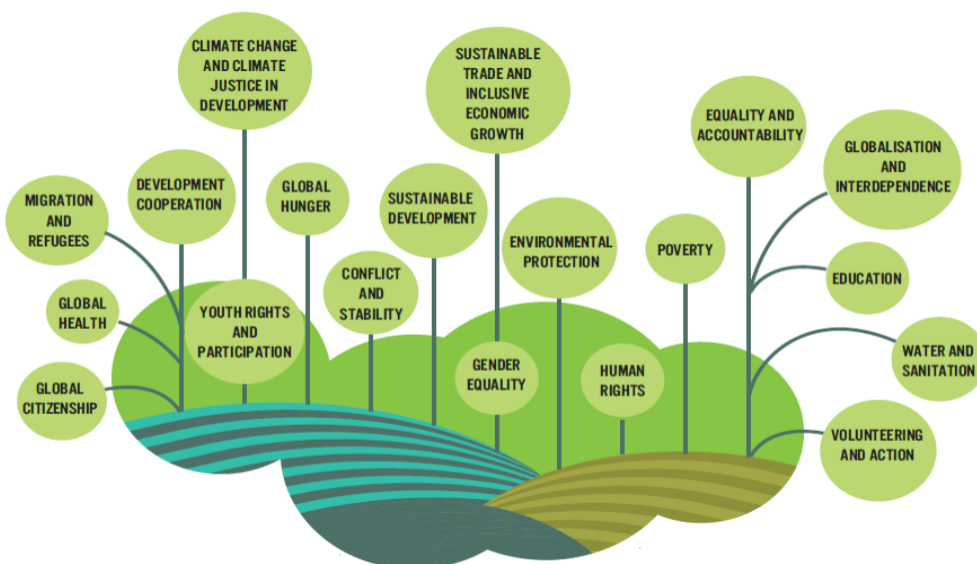 CLIMATE CHANGE
AND CLIMATE
JUSTICE IN
DEVELOPMENT
SUSTAINABLE
TRADE AND
INCLUSIVE
ECONOMIC
GROWTH
EQUALITY AND
ACCOUNTABILITY
GLOBALISATION
AND
INTERDEPENDENCE
MIGRATION
AND
REFUGEES
DEVELOPMENT
COOPERATION
GLOBAL
HUNGER
SUSTAINABLE
DEVELOPMENT
ENVIRONMENTAL
PROTECTION
POVERTY
EDUCATION
GLOBAL
HEALTH
YOUTH RIGHTS
AND
PARTICIPATION
CONFLICT
AND
STABILITY
GENDER
EQUALITY
HUMAN
RIGHTS
WATER AND
SANITATION
GLOBAL
CITIZENSHIP
VOLUNTEERING
AND ACTION